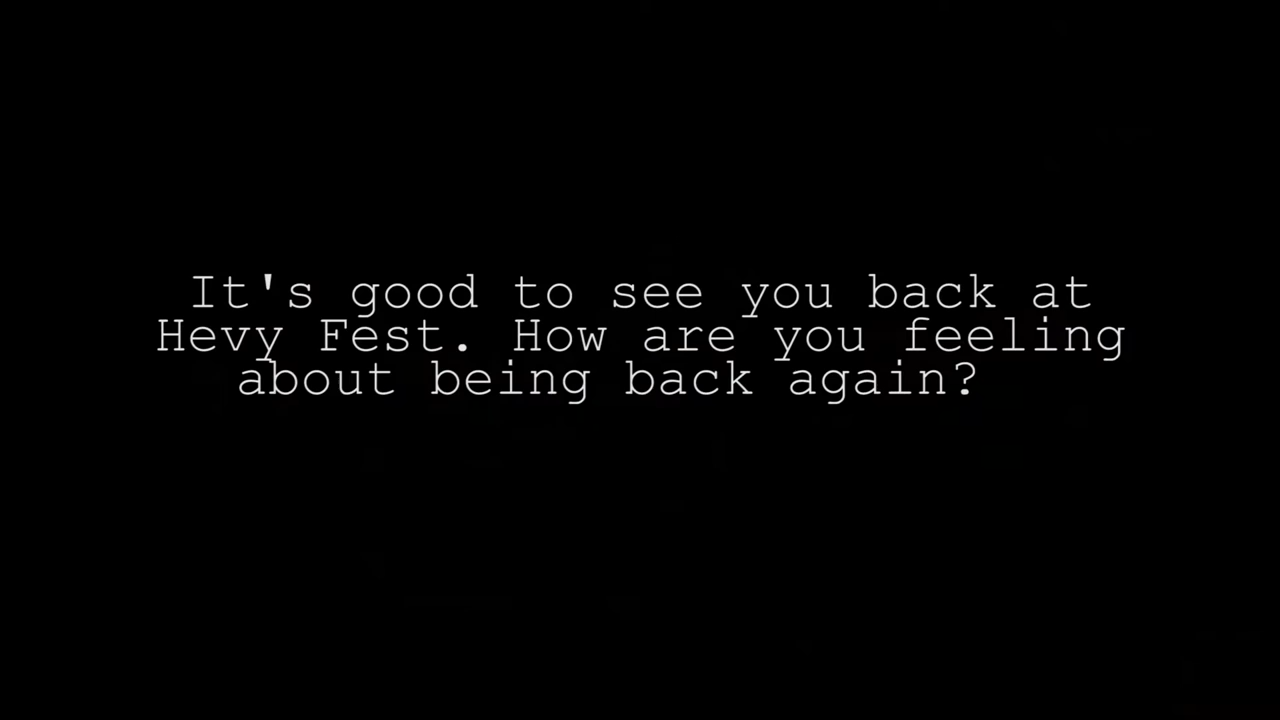 It's good to see you back at
Hevy Fest. How are you feeling
about being back again?